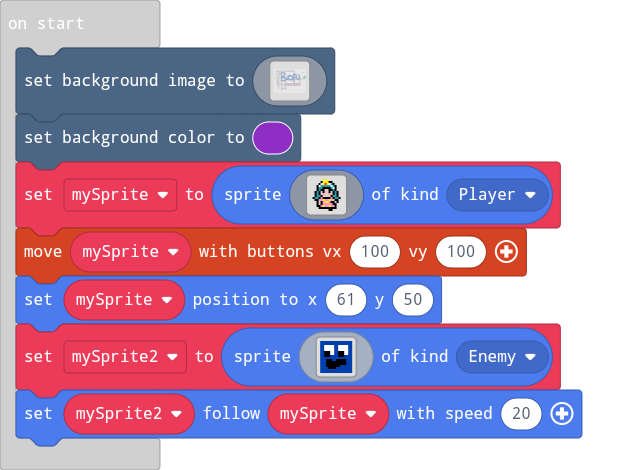 on start
set background image to
set background color to
set mySprite to sprite of kind Player
move mySprite with buttons vx 100 vy 100
set mySprite position to x 61 y 50
set mySprite2 to sprite of kind Enemy
set mySprite2 follow mySprite with speed 20